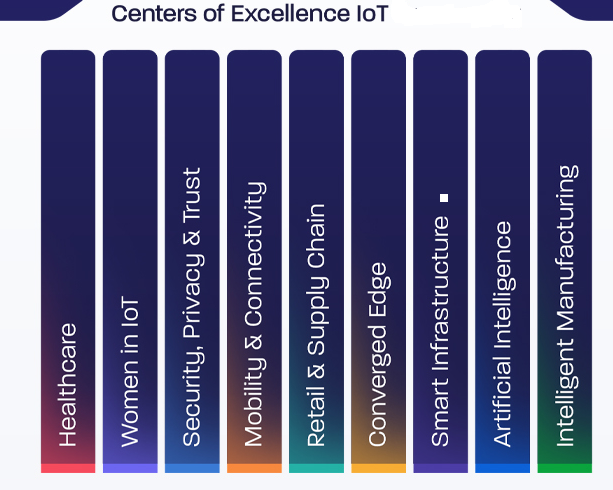 Centers of Excellence IoT
Healthcare
Women in IoT
Security, Privacy & Trust
Mobility & Connectivity
Retail & Supply Chain
Converged Edge
Smart Infrastructure
Artificial Intelligence
Intelligent Manufacturing